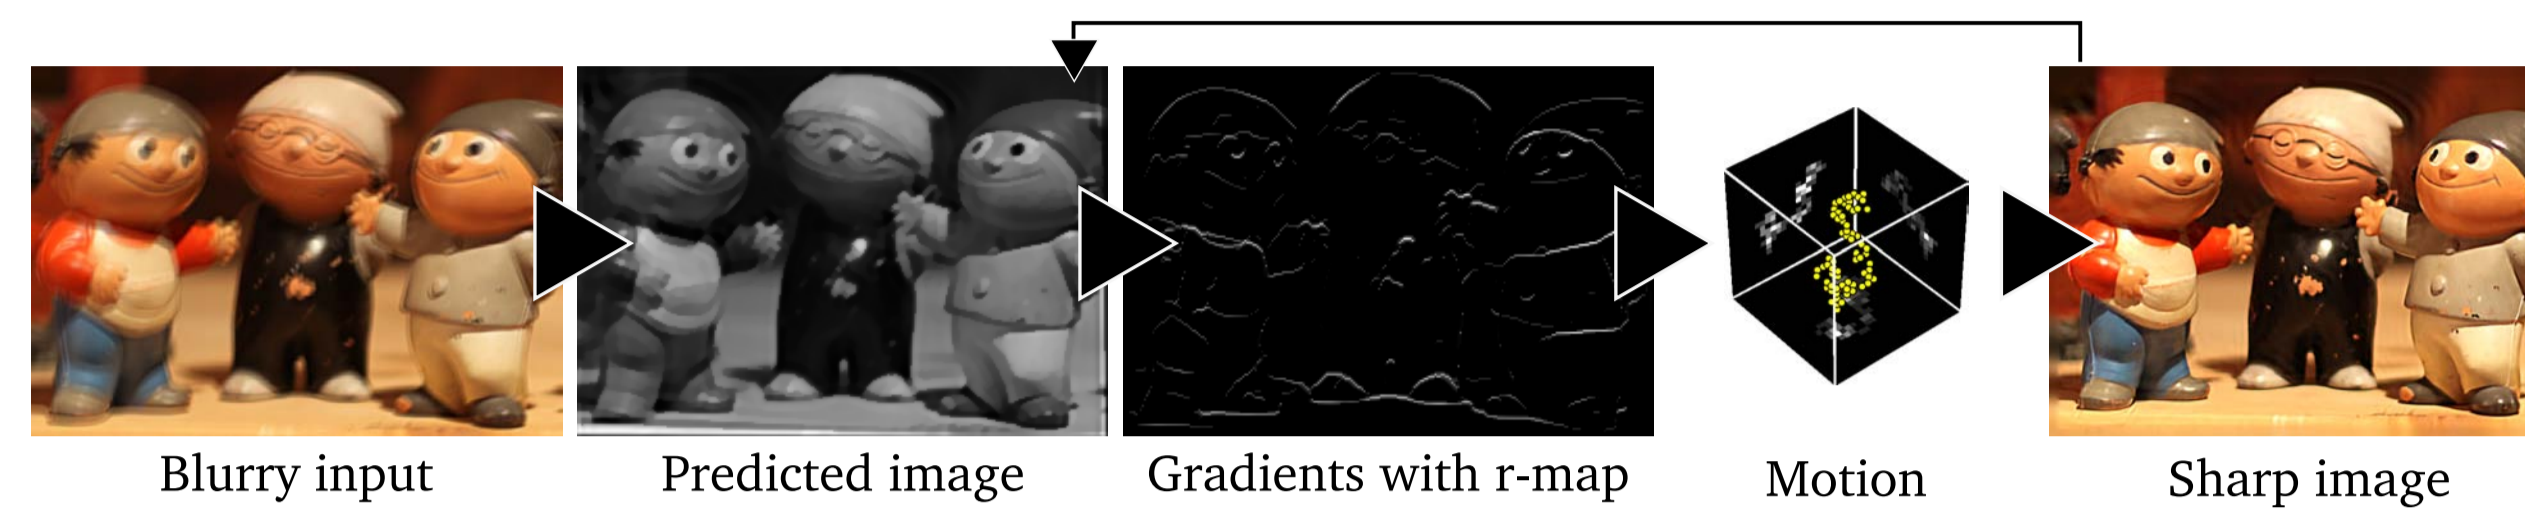 Blurry input
Predicted image
Gradients with r-map
Motion
Sharp image